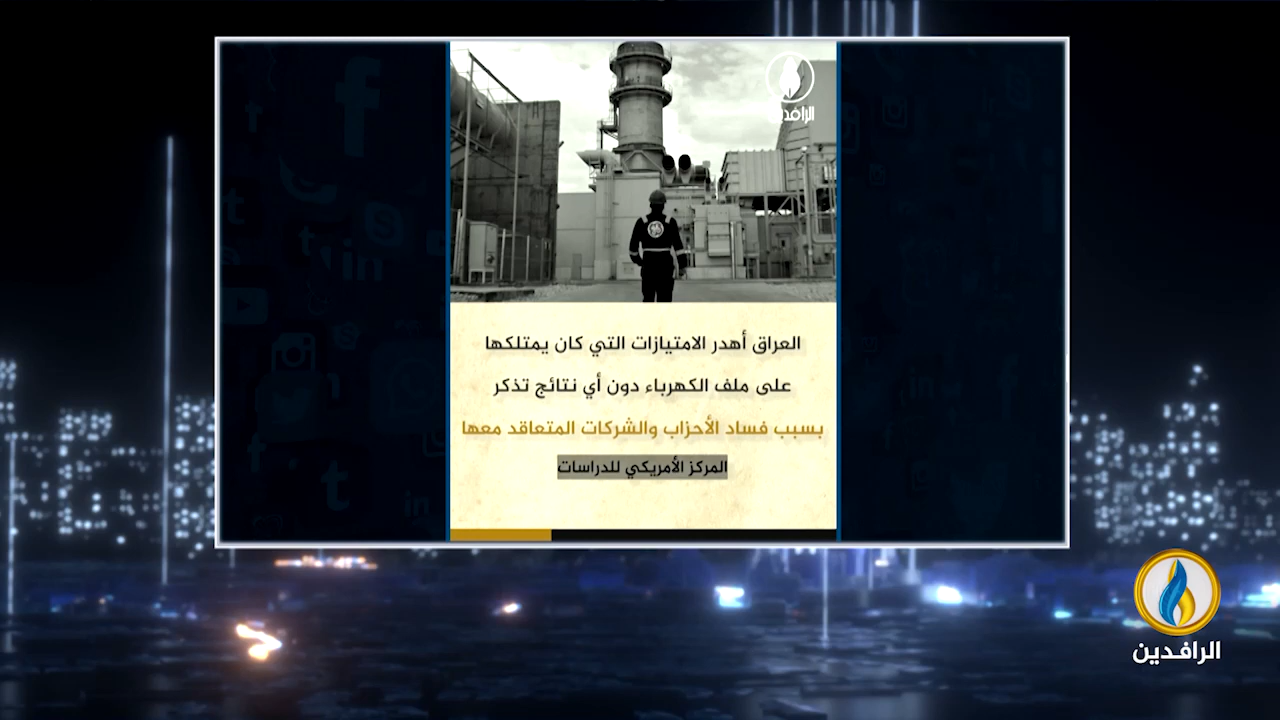 الرافدين
العراق أهدر الامتيازات التي كان يمتلكها
على ملف الكهرباء دون أي نتائج تذكر
بسبب فساد الأحزاب والشركات المتعاقد معها
المركز الأمريكي للدراسات
الرافدين